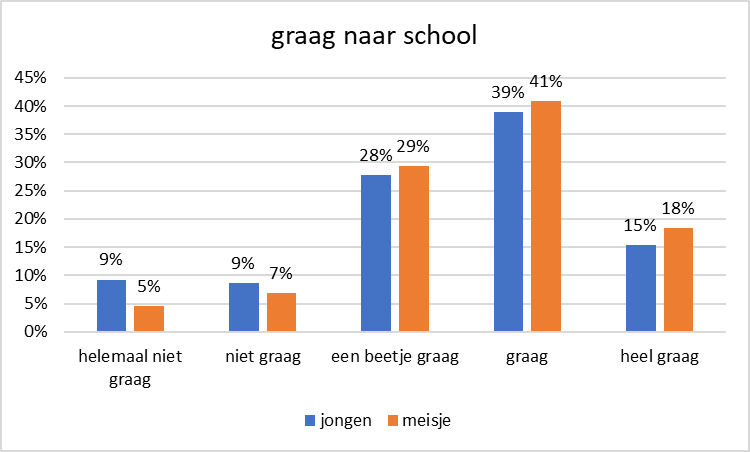 graag naar school
45%
40%
35%
30%
25%
20%
15%
10%
5%
0%
9%
5%
9%
7%
28%
29%
39%
41%
15%
18%
helemaal niet
graag
niet graag
een beetje graag
graag
heel graag
jongen
meisje